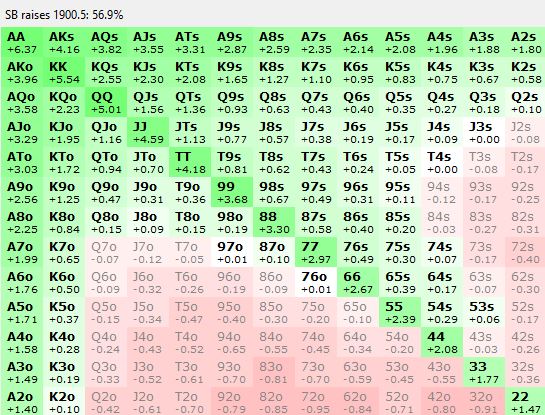 SB raises 1900.5: 56.9%
AA AKs AQs AJs ATs A9s A8s A7s A6s A5s A4s A3s A2s
+6.37 +4.16 +3.82 +3.55 +3.31 +2.87 +2.59 +2.35 +2.14 +2.08 +1.96 +1.88 +1.80
AKo KK KQs KJs KTs K9s K8s K7s K6s K5s K4s K3s K2s
+3.96 +5.54 +2.55 +2.30 +2.08 +1.65 +1.27 +1.10 +0.95 +0.83 +0.75 +0.67 +0.58
AQo KQo QQ QJs QTs Q9s Q8s Q7s Q6s Q5s Q4s Q3s Q2s
+3.58 +2.23 +5.01 +1.56 +1.36 +0.93 +0.63 +0.43 +0.40 +0.35 +0.27 +0.18 +0.10
AJo KJo QJo JJ JTs J9s J8s J7s J6s J5s J4s J3s J2s
+3.29 +1.95 +1.16 +4.59 +1.13 +0.77 +0.57 +0.38 +0.19 +0.17 +0.09 +0.00 -0.08
ATo KTo QTo JTo TT T9s T8s T7s T6s T5s T4s T3s T2s
+3.03 +1.72 +0.94 +0.70 +4.18 +0.81 +0.62 +0.43 +0.24 +0.05 +0.00 -0.08 -0.17
A9o K9o Q9o J9o T9o 99 98s 97s 96s 95s 94s 93s 92s
+2.56 +1.25 +0.47 +0.31 +0.36 +3.68 +0.67 +0.49 +0.31 +0.11 -0.12 -0.17 -0.25
A8o K8o Q8o J8o T8o 98o 88 87s 86s 85s 84s 83s 82s
+2.25 +0.84 +0.15 +0.09 +0.15 +0.19 +3.30 +0.58 +0.40 +0.20 -0.03 -0.27 -0.31
A7o K7o Q7o J7o T7o 97o 87o 77 76s 75s 74s 73s 72s
+1.99 +0.65 -0.07 -0.12 -0.05 +0.01 +0.10 +2.97 +0.49 +0.30 +0.07 -0.17 -0.40
A6o K6o Q6o J6o T6o 96o 86o 76o 66 65s 64s 63s 62s
+1.76 +0.50 -0.09 -0.32 -0.26 -0.19 -0.09 +0.01 +2.67 +0.39 +0.17 -0.07 -0.30
A5o K5o Q5o J5o T5o 95o 85o 75o 65o 55 54s 53s 52s
+1.71 +0.37 -0.15 -0.34 -0.47 -0.40 -0.30 -0.20 -0.10 +2.39 +0.29 +0.06 -0.17
A4o K4o Q4o J4o T4o 94o 84o 74o 64o 54o 44 43s 42s
+1.58 +0.28 -0.24 -0.43 -0.52 -0.65 -0.55 -0.45 -0.34 -0.20 +2.08 -0.03 -0.26
A3o K3o Q3o J3o T3o 93o 83o 73o 63o 53o 43o 33 32s
+1.49 +0.19 -0.33 -0.52 -0.61 -0.70 -0.81 -0.70 -0.59 -0.45 -0.55 +1.77 -0.36
A2o K2o Q2o J2o T2o 92o 82o 72o 62o 52o 42o 32o 22
+1.40 +0.10 -0.42 -0.61 -0.70 -0.79 -0.85 -0.95 -0.84 -0.71 -0.80 -0.91 +1.47